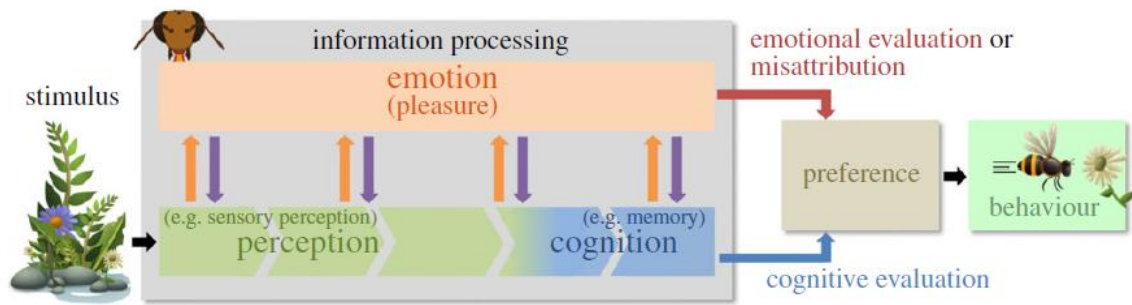 information processing
stimulus
emotion
(pleasure)
(e.g. sensory perception)
perception
(e.g. memory)
cognition
emotional evaluation or
misattribution
preference
behaviour
cognitive evaluation